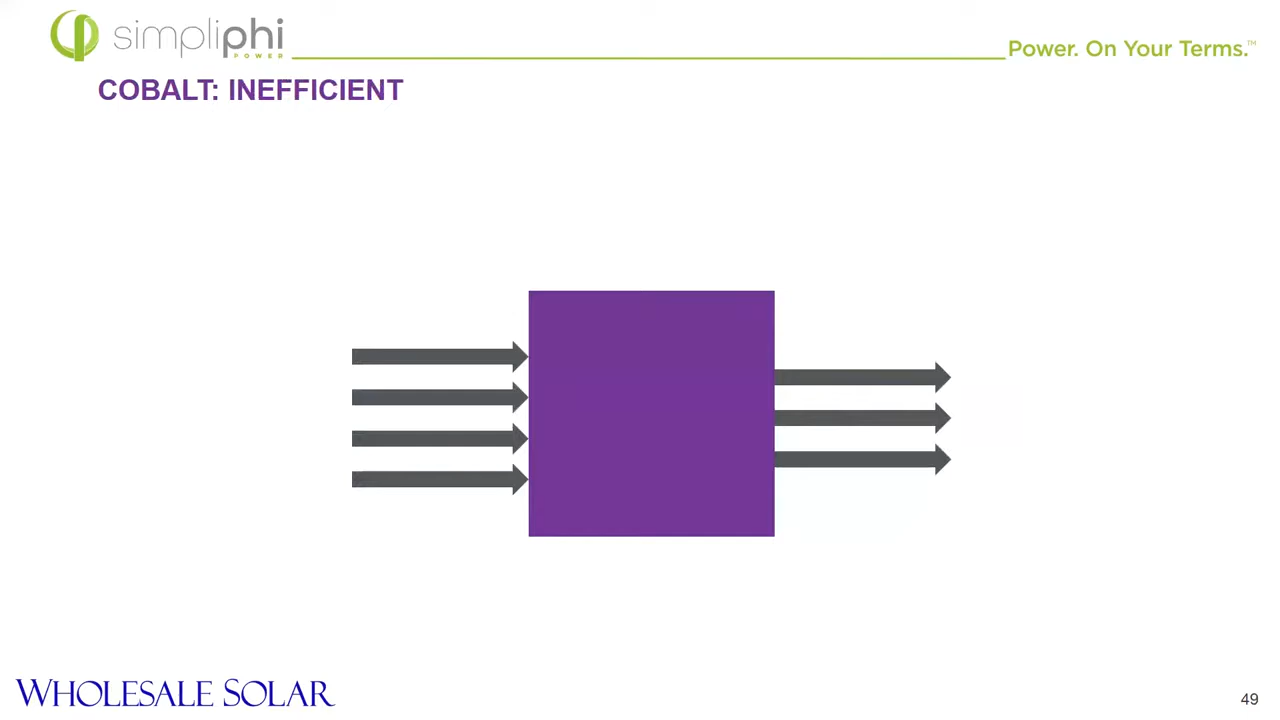 simpliphi
POWER
Power. On Your Terms.™
COBALT: INEFFICIENT
WHOLESALE SOLAR
49